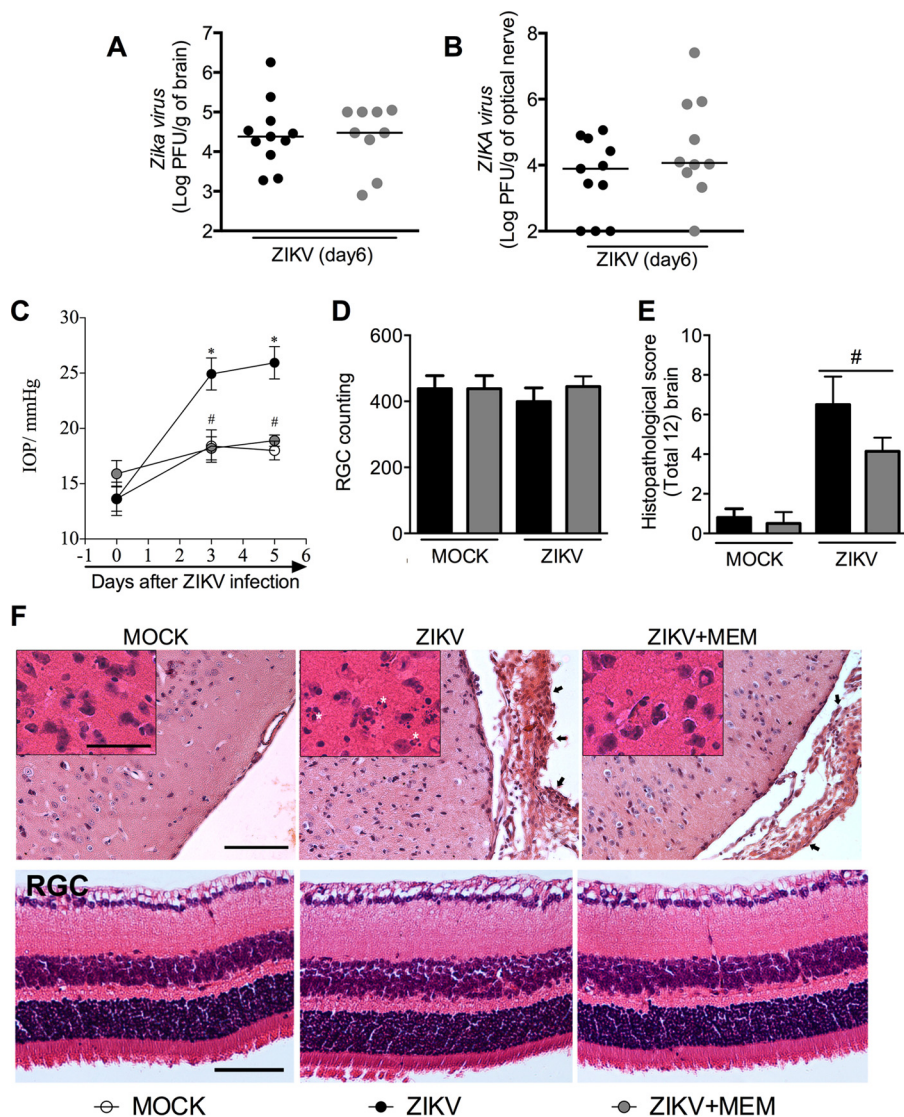 A
Zika virus
(Log PFU/g of brain)
7
6
5
4
3
2
ZIKV (day6)
B
ZIKA virus
(Log PFU/g of optical nerve)
8
6
4
2
ZIKV (day6)
C
IOP/ mmHg
30
25
20
15
10
*
*
#
#
-1 0 1 2 3 4 5 6
Days after ZIKV infection
D
RGC counting
600
400
200
0
MOCK ZIKV
E
Histopathological score
(Total 12) brain
10
8
6
4
2
0
#
MOCK ZIKV
F
MOCK ZIKV ZIKV+MEM
*
*
*
RGC
MOCK ZIKV ZIKV+MEM